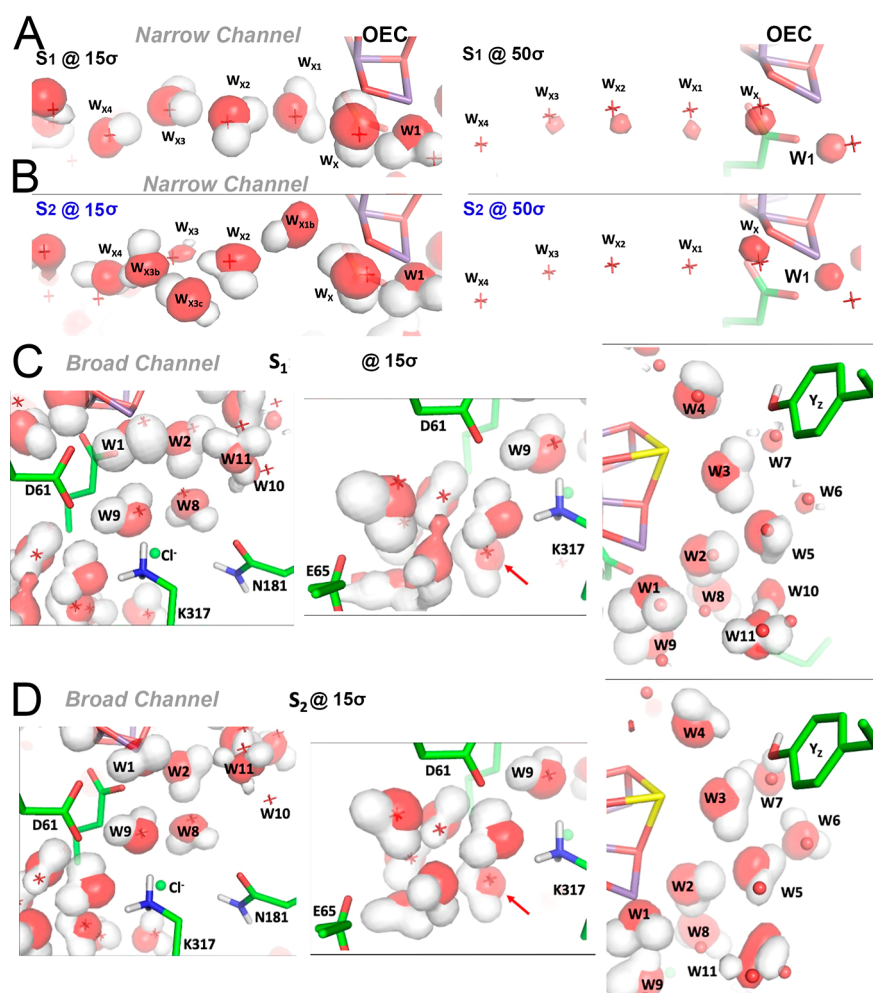 A
Narrow Channel
OEC
OEC
S1 @ 15σ
S1 @ 50σ
WX4
WX3
WX2
WX1
WX
W1
WX4
WX3
WX2
WX1
WX
W1
B
Narrow Channel
S2 @ 15σ
S2 @ 50σ
WX4
WX3b
WX3
WX3c
WX2
WX1b
WX
W1
WX4
WX3
WX2
WX1
WX
W1
C
Broad Channel
S1
@ 15σ
W1
W2
W11
W10
D61
W9
W8
Cl-
N181
K317
D61
W9
E65
K317
W4
YZ
W7
W3
W6
W2
W5
W1
W8
W10
W9
W11
D
Broad Channel
S2 @ 15σ
W1
W2
W11
W10
D61
W9
W8
Cl-
N181
K317
D61
W9
E65
K317
W4
YZ
W7
W3
W6
W2
W5
W1
W8
W11
W9